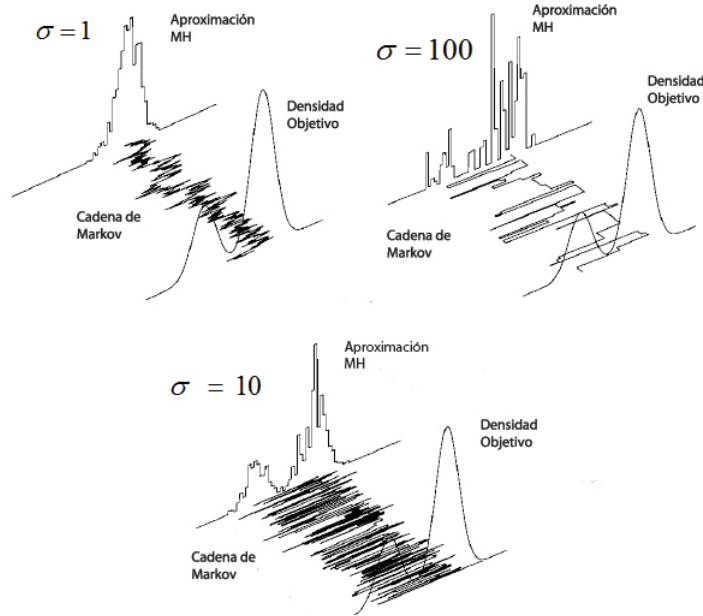 σ = 1
Aproximación
MH
Densidad
Objetivo
Cadena de
Markov
σ = 100
Aproximación
MH
Densidad
Objetivo
Cadena de
Markov
σ = 10
Aproximación
MH
Densidad
Objetivo
Cadena de
Markov